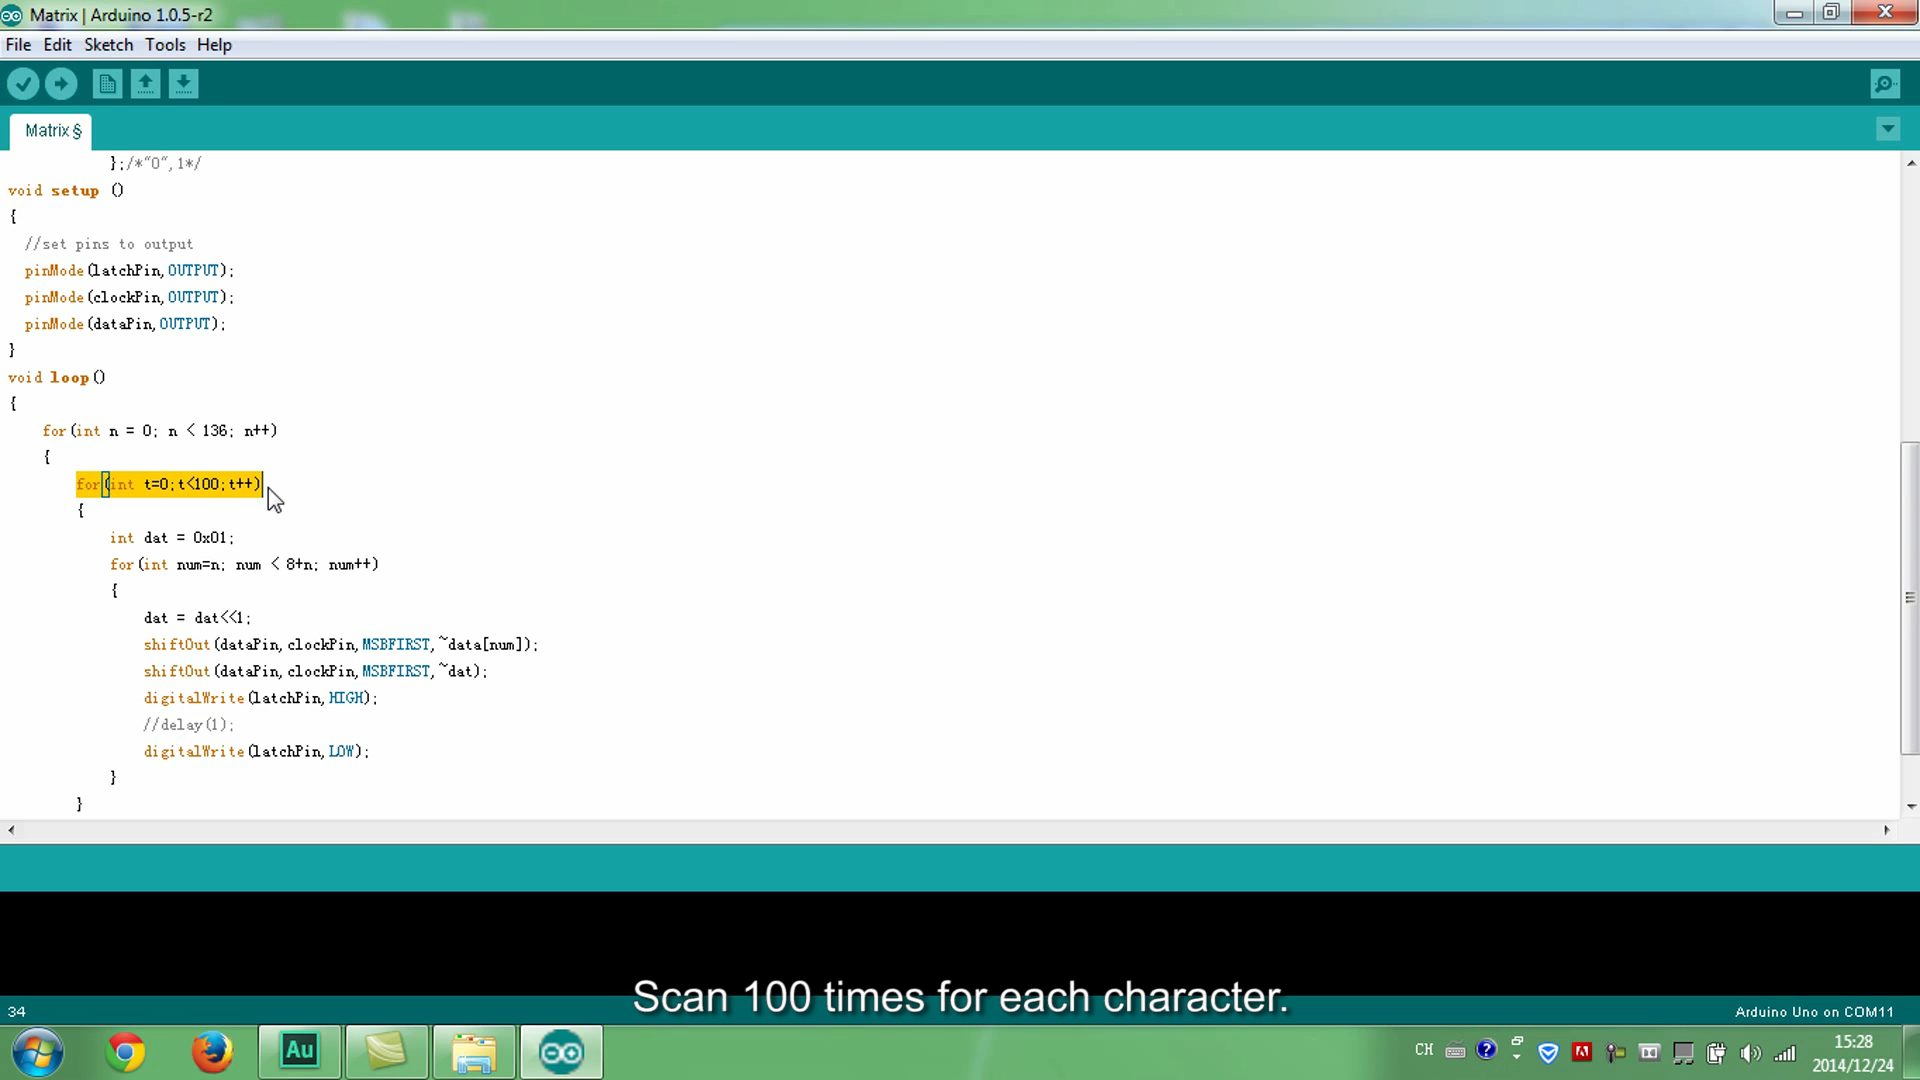 Matrix | Arduino 1.0.5-r2
File Edit Sketch Tools Help
Matrix §
};/*"0",1*/
void setup ()
{
//set pins to output
pinMode(latchPin,OUTPUT);
pinMode(clockPin,OUTPUT);
pinMode(dataPin,OUTPUT);
}
void loop()
{
for(int n = 0; n < 136; n++)
{
for(int t=0;t<100;t++)
{
int dat = 0x01;
for(int num=n; num < 8+n; num++)
{
dat = dat<<1;
shiftOut(dataPin,clockPin,MSBFIRST,~data[num]);
shiftOut(dataPin,clockPin,MSBFIRST,~dat);
digitalWrite(latchPin,HIGH);
//delay(1);
digitalWrite(latchPin,LOW);
}
}
Scan 100 times for each character.
34
Arduino Uno on COM11
Au
CH
15:28
2014/12/24